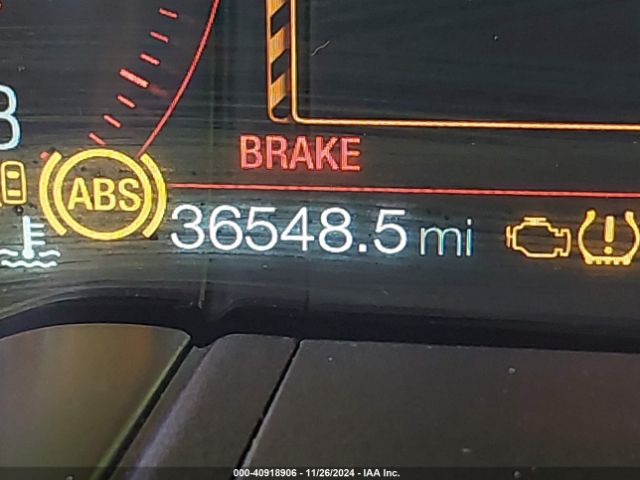 BRAKE
ABS
36548.5 mi
000-40918906 - 11/26/2024 - IAA Inc.